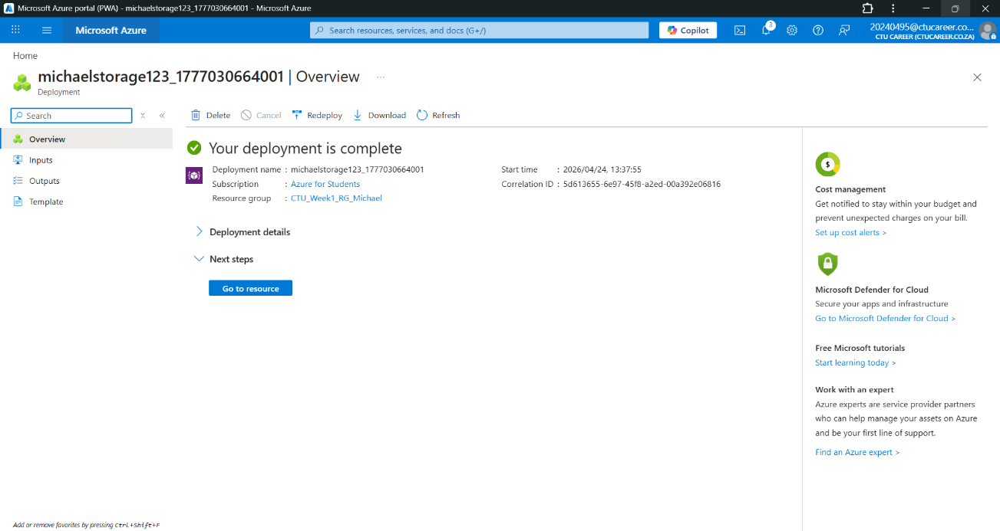 Microsoft Azure portal (PWA) - michaelstorage123_1777030664001 - Microsoft Azure
Microsoft Azure
Search resources, services, and docs (G+/)
Copilot
3
20240495@ctucareer.co...
CTU CAREER (CTUCAREER.CO.ZA)
Home
michaelstorage123_1777030664001 | Overview ...
Deployment
Search
Overview
Inputs
Outputs
Template
Delete
Cancel
Redeploy
Download
Refresh
Your deployment is complete
Deployment name : michaelstorage123_1777030664001
Subscription : Azure for Students
Resource group : CTU_Week1_RG_Michael
Start time : 2026/04/24, 13:37:55
Correlation ID : 5d613655-6e97-45f8-a2ed-00a392e06816
Deployment details
Next steps
Go to resource
$
Cost management
Get notified to stay within your budget and
prevent unexpected charges on your bill.
Set up cost alerts >
Microsoft Defender for Cloud
Secure your apps and infrastructure
Go to Microsoft Defender for Cloud >
Free Microsoft tutorials
Start learning today >
Work with an expert
Azure experts are service provider partners
who can help manage your assets on Azure
and be your first line of support.
Find an Azure expert >
Add or remove favorites by pressing Ctrl+Shift+F